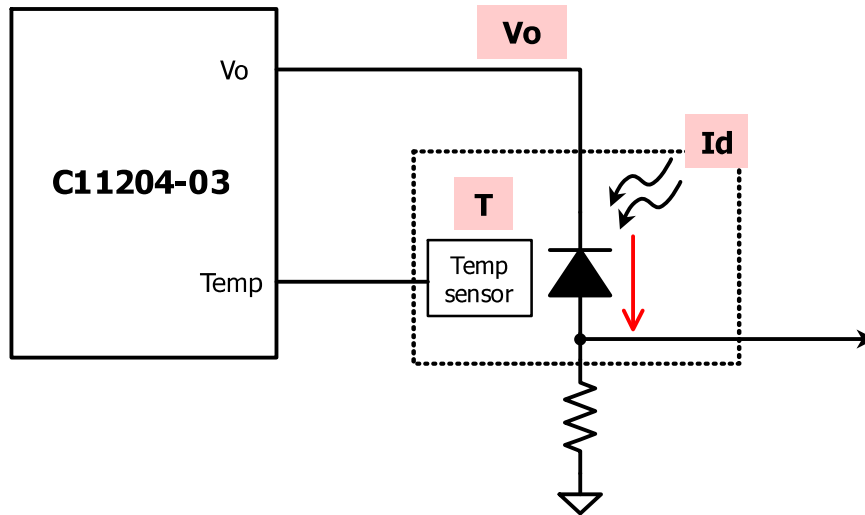 Vo
Vo
C11204-03
Id
T
Temp
sensor
Temp